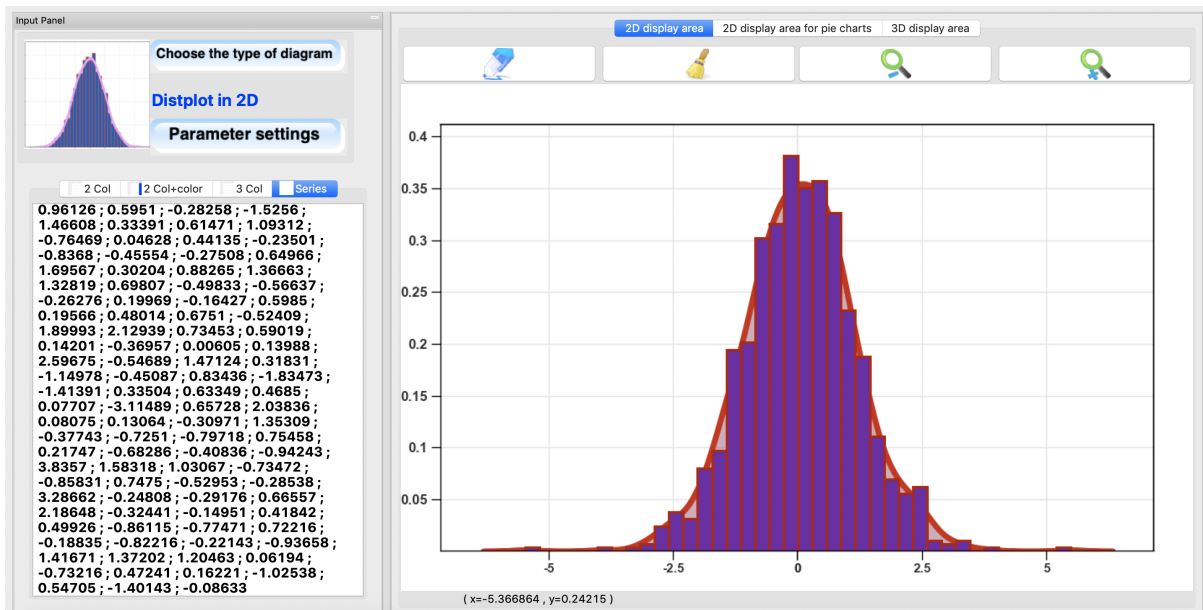 Input Panel
Choose the type of diagram
Distplot in 2D
Parameter settings
2 Col
2 Col+color
3 Col
Series
0.96126 ; 0.5951 ; -0.28258 ; -1.5256 ;
1.46608 ; 0.33391 ; 0.61471 ; 1.09312 ;
-0.76469 ; 0.04628 ; 0.44135 ; -0.23501 ;
-0.8368 ; -0.45554 ; -0.27508 ; 0.64966 ;
1.69567 ; 0.30204 ; 0.88265 ; 1.36663 ;
1.32819 ; 0.69807 ; -0.49833 ; -0.56637 ;
-0.26276 ; 0.19969 ; -0.16427 ; 0.5985 ;
0.19566 ; 0.48014 ; 0.6751 ; -0.52409 ;
1.89993 ; 2.12939 ; 0.73453 ; 0.59019 ;
0.14201 ; -0.36957 ; 0.00605 ; 0.13988 ;
2.59675 ; -0.54689 ; 1.47124 ; 0.31831 ;
-1.14978 ; -0.45087 ; 0.83436 ; -1.83473 ;
-1.41391 ; 0.33504 ; 0.63349 ; 0.4685 ;
0.07707 ; -3.11489 ; 0.65728 ; 2.03836 ;
0.08075 ; 0.13064 ; -0.30971 ; 1.35309 ;
-0.37743 ; -0.7251 ; -0.79718 ; 0.75458 ;
0.21747 ; -0.68286 ; -0.40836 ; -0.94243 ;
3.8357 ; 1.58318 ; 1.03067 ; -0.73472 ;
-0.85831 ; 0.7475 ; -0.52953 ; -0.28538 ;
3.28662 ; -0.24808 ; -0.29176 ; 0.66557 ;
2.18648 ; -0.32441 ; -0.14951 ; 0.41842 ;
0.49926 ; -0.86115 ; -0.77471 ; 0.72216 ;
-0.18835 ; -0.82216 ; -0.22143 ; -0.93658 ;
1.41671 ; 1.37202 ; 1.20463 ; 0.06194 ;
-0.73216 ; 0.47241 ; 0.16221 ; -1.02538 ;
0.54705 ; -1.40143 ; -0.08633
2D display area
2D display area for pie charts
3D display area
0.4
0.35
0.3
0.25
0.2
0.15
0.1
0.05
-5
-2.5
0
2.5
5
( x=-5.366864 , y=0.24215 )